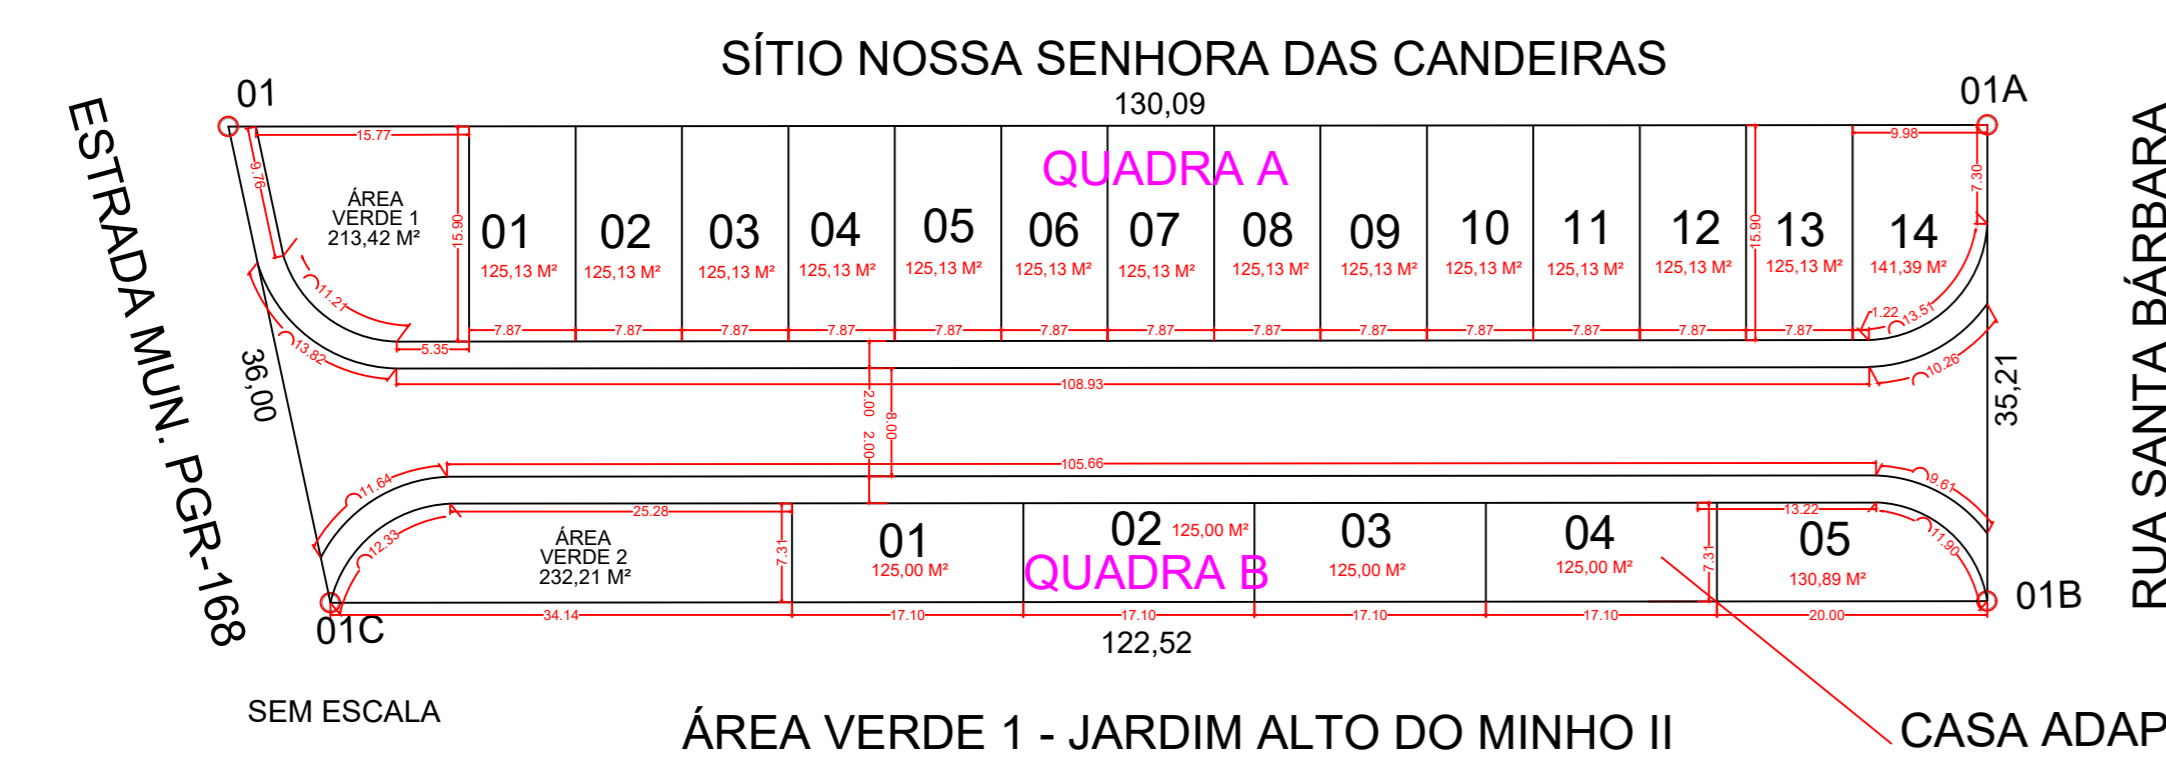 SÍTIO NOSSA SENHORA DAS CANDEIRAS
130,09
01
01A
ESTRADA MUN. PGR-168
RUA SANTA BÁRBARA
15.77
9.98
9.76
7.30
QUADRA A
ÁREA
VERDE 1
213,42 M²
15.90
01
02
03
04
05
06
07
08
09
10
11
12
13
14
15.90
125,13 M²
125,13 M²
125,13 M²
125,13 M²
125,13 M²
125,13 M²
125,13 M²
125,13 M²
125,13 M²
125,13 M²
125,13 M²
125,13 M²
125,13 M²
141,39 M²
11.21
13.82
5.35
7.87
7.87
7.87
7.87
7.87
7.87
7.87
7.87
7.87
7.87
7.87
7.87
7.87
1.22
13.51
10.26
36,00
35,21
108.93
2.00
8.00
2.00
105.66
11.64
9.61
12.33
25.28
13.22
11.90
ÁREA
VERDE 2
232,21 M²
7.31
01
125,00 M²
02
125,00 M²
QUADRA B
03
125,00 M²
04
125,00 M²
7.31
05
130,89 M²
01C
01B
34.14
17.10
17.10
17.10
17.10
20.00
122,52
SEM ESCALA
ÁREA VERDE 1 - JARDIM ALTO DO MINHO II
CASA ADAP